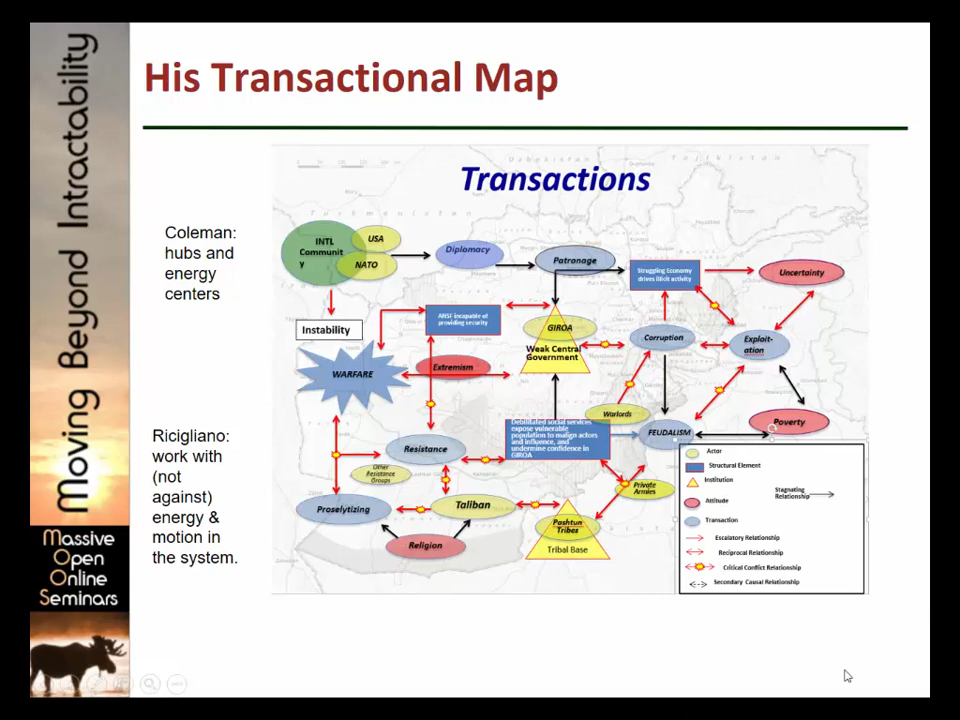 Moving Beyond Intractability
Massive
Open
Online
Seminars
His Transactional Map
Coleman:
hubs and
energy
centers
Ricigliano:
work with
(not
against)
energy &
motion in
the system.
Transactions
INTL
Communit
y
USA
NATO
Diplomacy
Patronage
Struggling Economy
drives illicit activity
Uncertainty
Instability
ANSF incapable of
providing security
GIROA
Weak Central
Government
Corruption
Exploit-
ation
WARFARE
Extremism
Warlords
Poverty
Debilitated social services
expose vulnerable
population to malign actors
and influence, and
undermine confidence in
GIROA
FEUDALISM
Resistance
Other
Resistance
Groups
Private
Armies
Proselytizing
Taliban
Pashtun
Tribes
Tribal Base
Religion
Actor
Structural Element
Institution
Stagnating
Relationship
Attitude
Transaction
Escalatory Relationship
Reciprocal Relationship
Critical Conflict Relationship
Secondary Causal Relationship